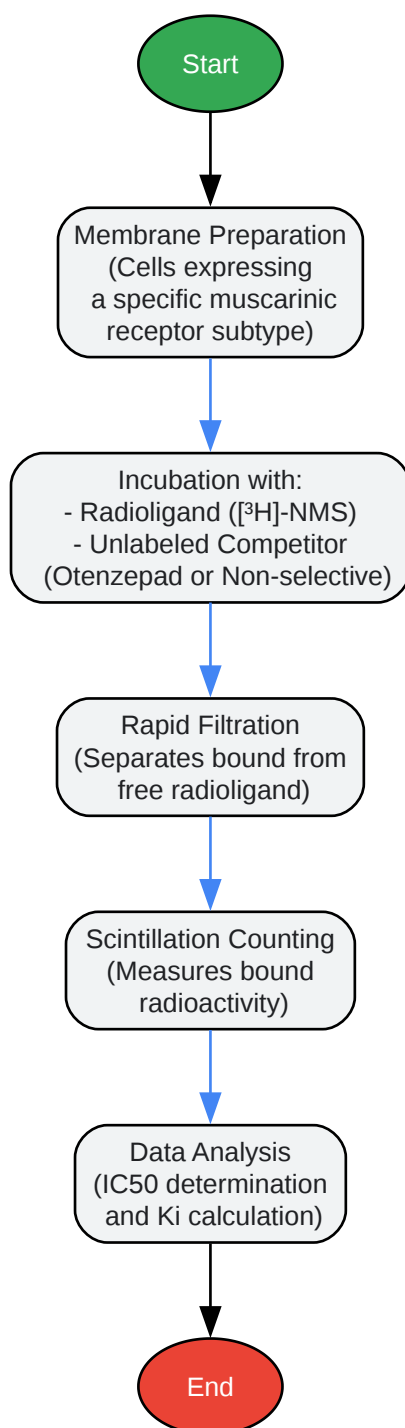 Start
Membrane Preparation
(Cells expressing
a specific muscarinic
receptor subtype)
Incubation with:
- Radioligand ([³H]-NMS)
- Unlabeled Competitor
(Otenzepad or Non-selective)
Rapid Filtration
(Separates bound from
free radioligand)
Scintillation Counting
(Measures bound
radioactivity)
Data Analysis
(IC50 determination
and Ki calculation)
End